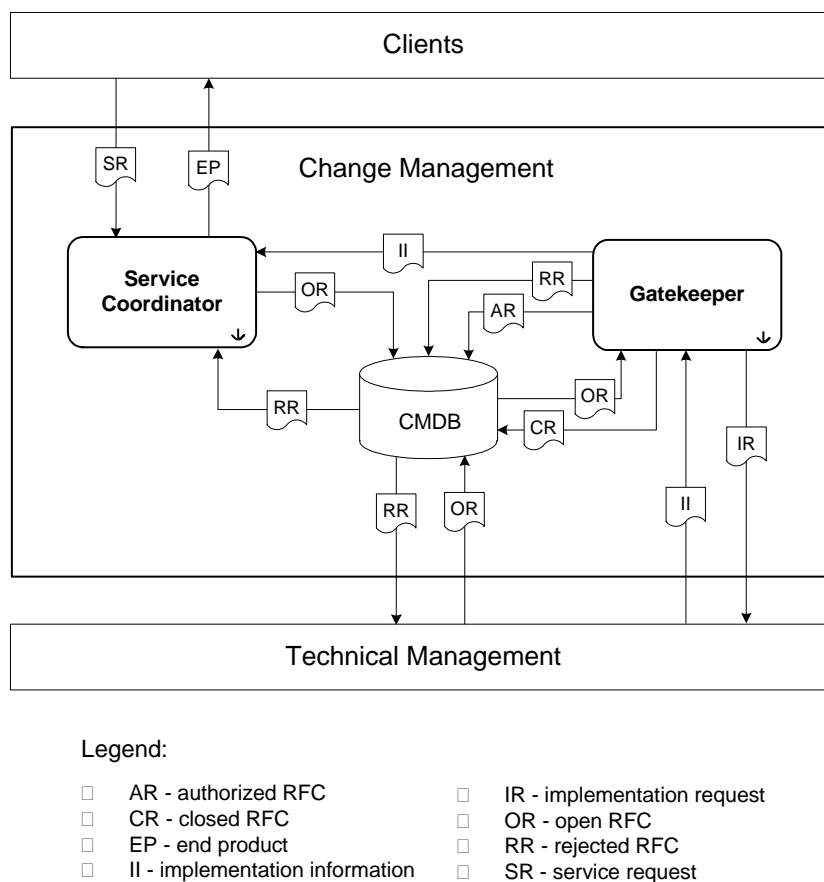 Clients
SR
EP
Change Management
II
Service
Coordinator
OR
RR
AR
Gatekeeper
RR
CMDB
OR
CR
IR
RR
OR
II
Technical Management
Legend:
AR - authorized RFC
CR - closed RFC
EP - end product
II - implementation information
IR - implementation request
OR - open RFC
RR - rejected RFC
SR - service request